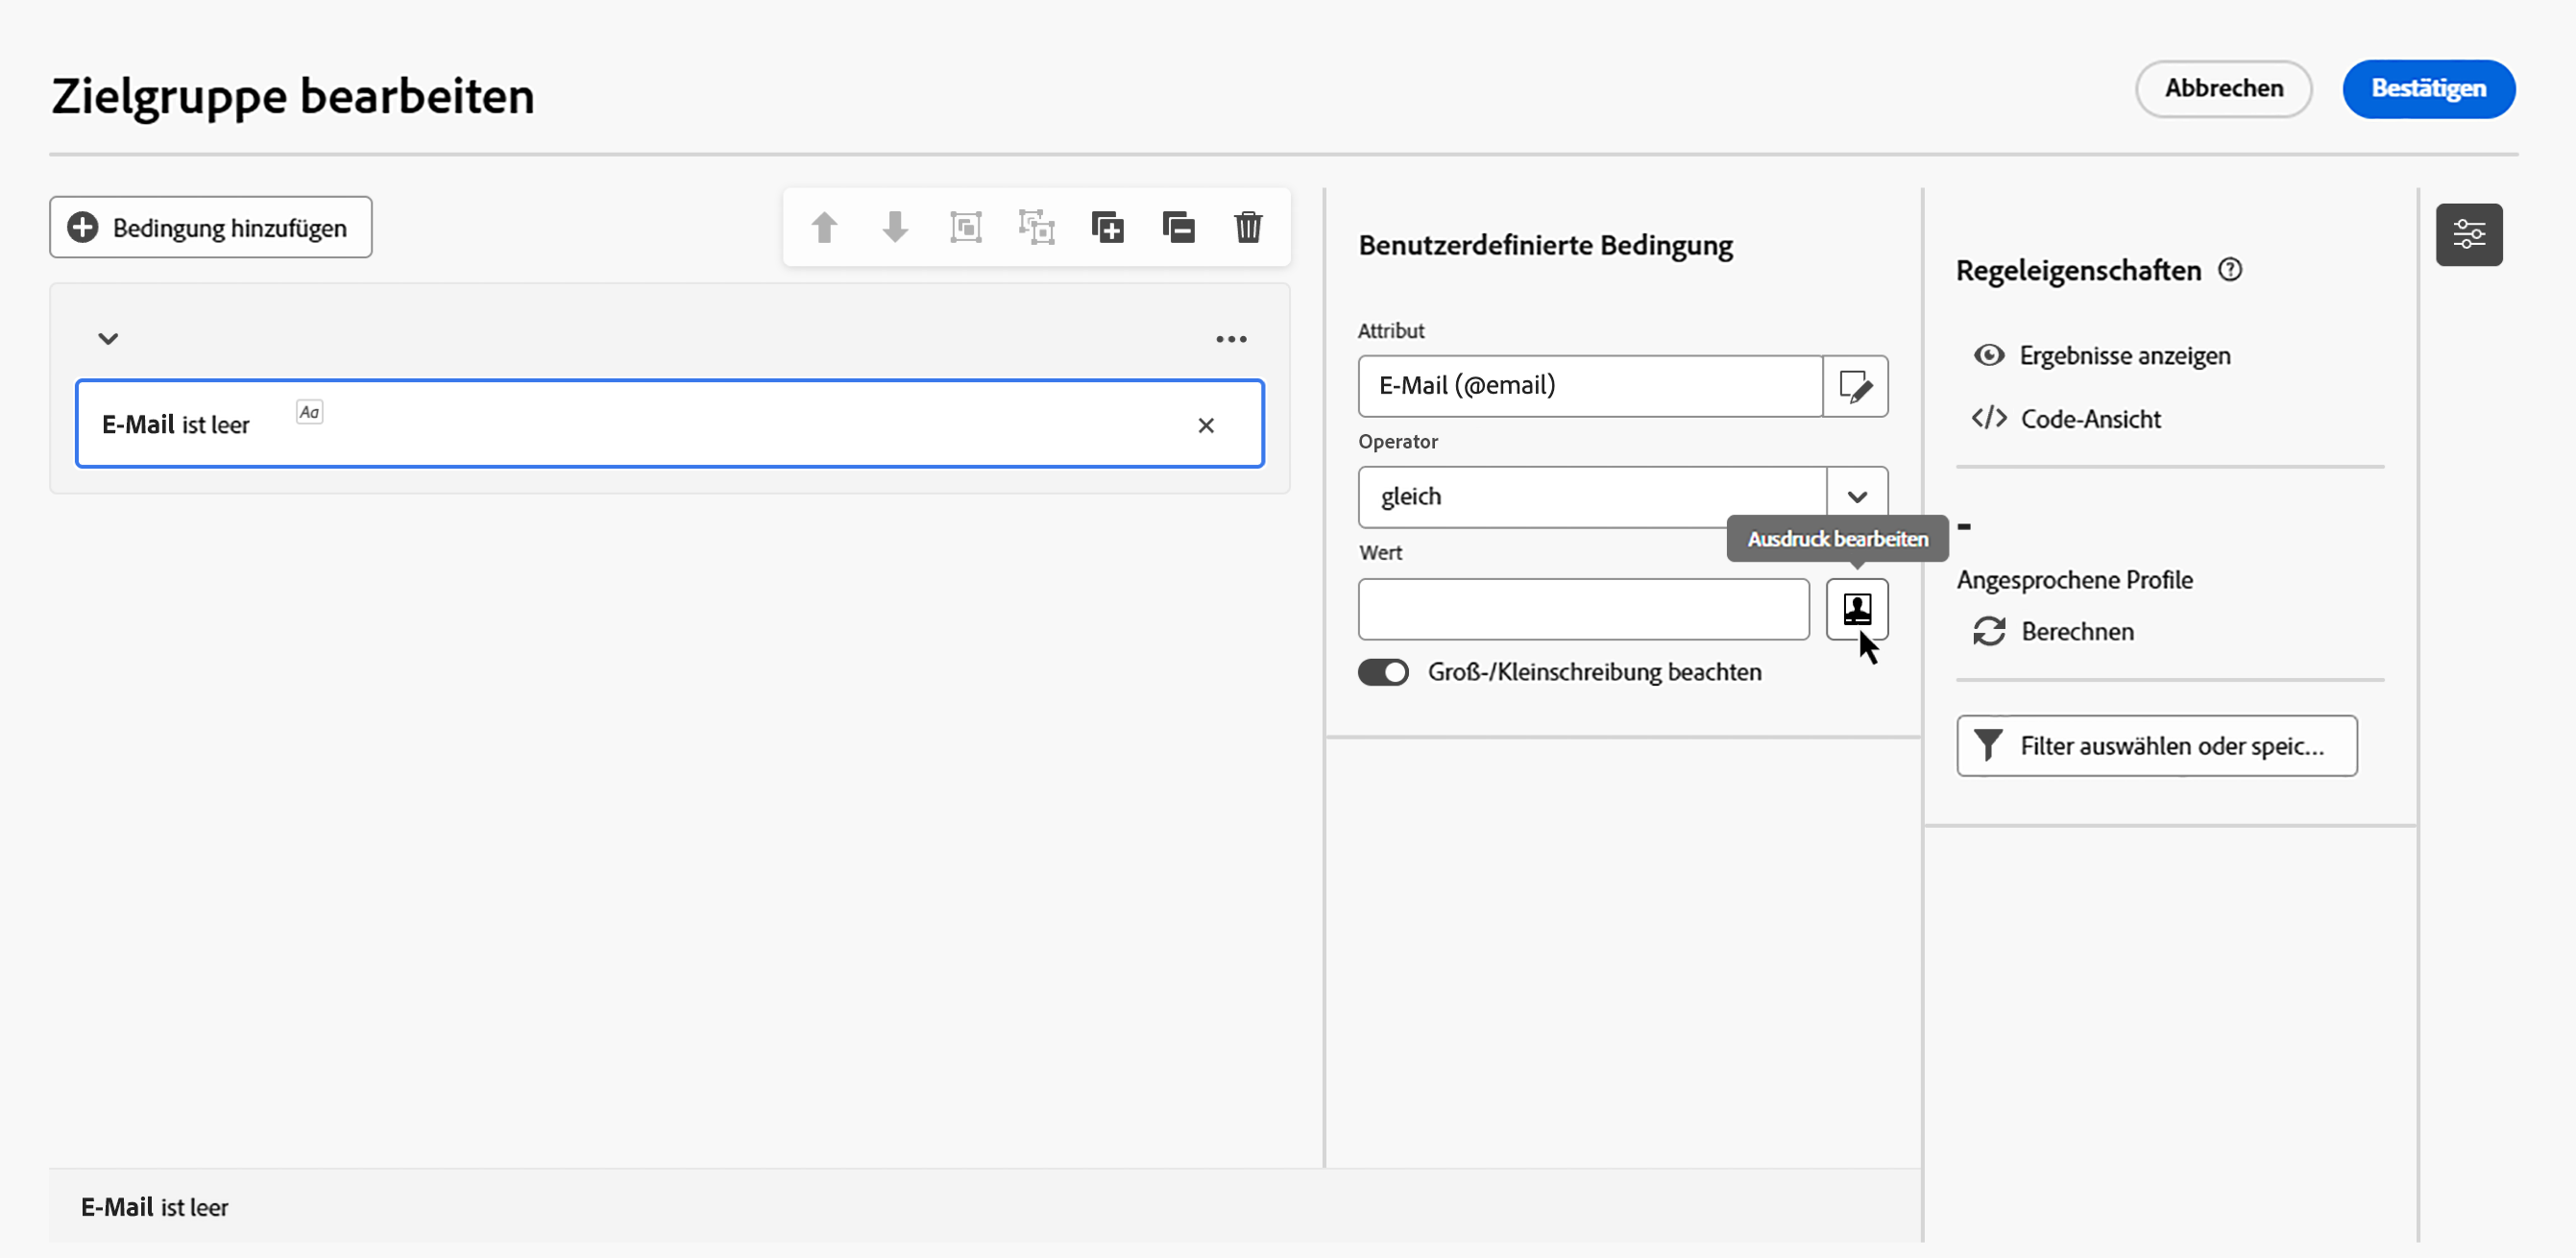 Zielgruppe bearbeiten
Abbrechen
Bestätigen
Bedingung hinzufügen
E-Mail ist leer
Aa
Benutzerdefinierte Bedingung
Attribut
E-Mail (@email)
Operator
gleich
Ausdruck bearbeiten
Wert
Groß-/Kleinschreibung beachten
Regeleigenschaften
Ergebnisse anzeigen
Code-Ansicht
-
Angesprochene Profile
Berechnen
Filter auswählen oder speic...
E-Mail ist leer